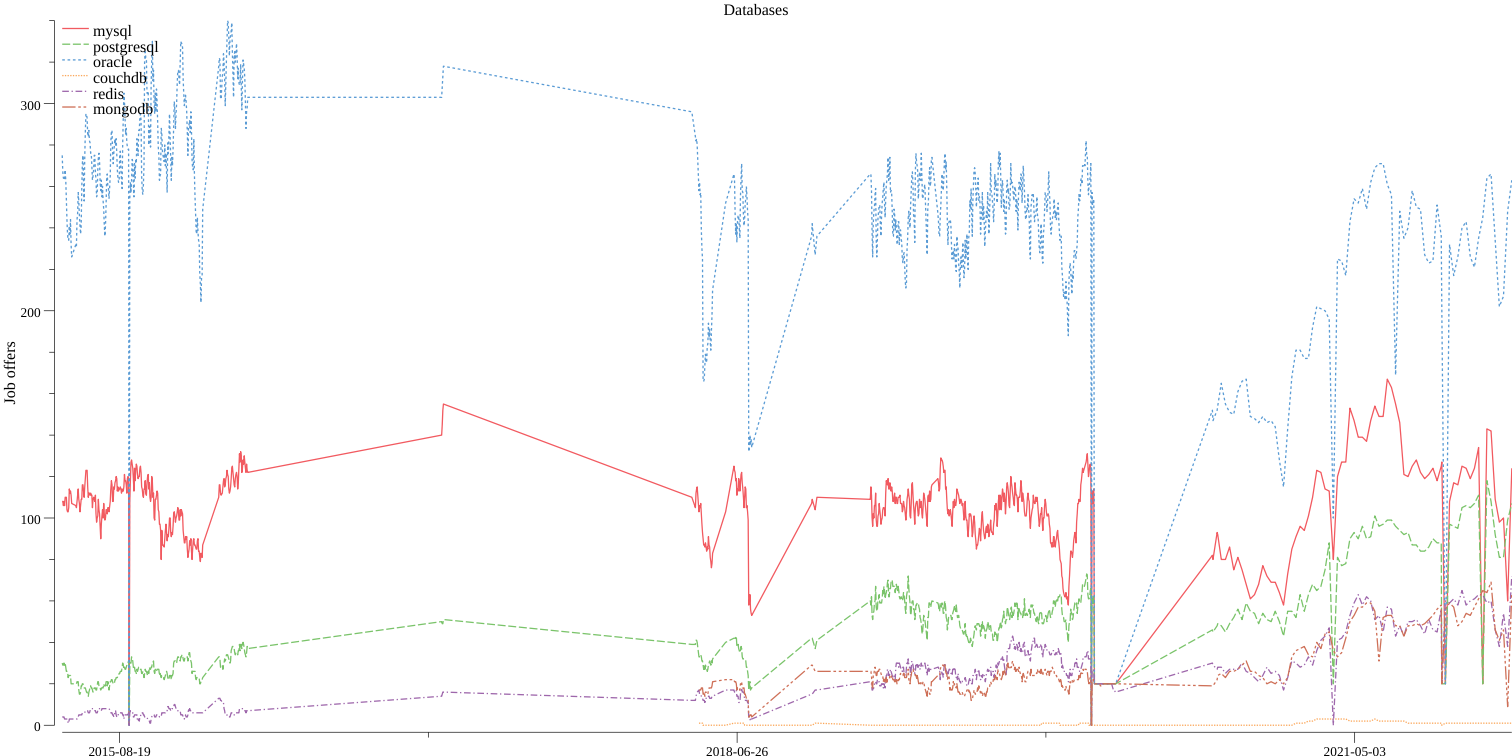 Databases
mysql
postgresql
oracle
couchdb
redis
mongodb
300
200
100
0
Job offers
2015-08-19
2018-06-26
2021-05-03